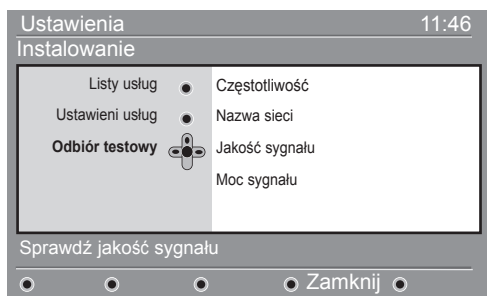 Ustawienia 11:46
Instalowanie
Listy usług Częstotliwość
Ustawieni usług Nazwa sieci
Odbiór testowy Jakość sygnału
Moc sygnału
Sprawdź jakość sygnału
Zamknij